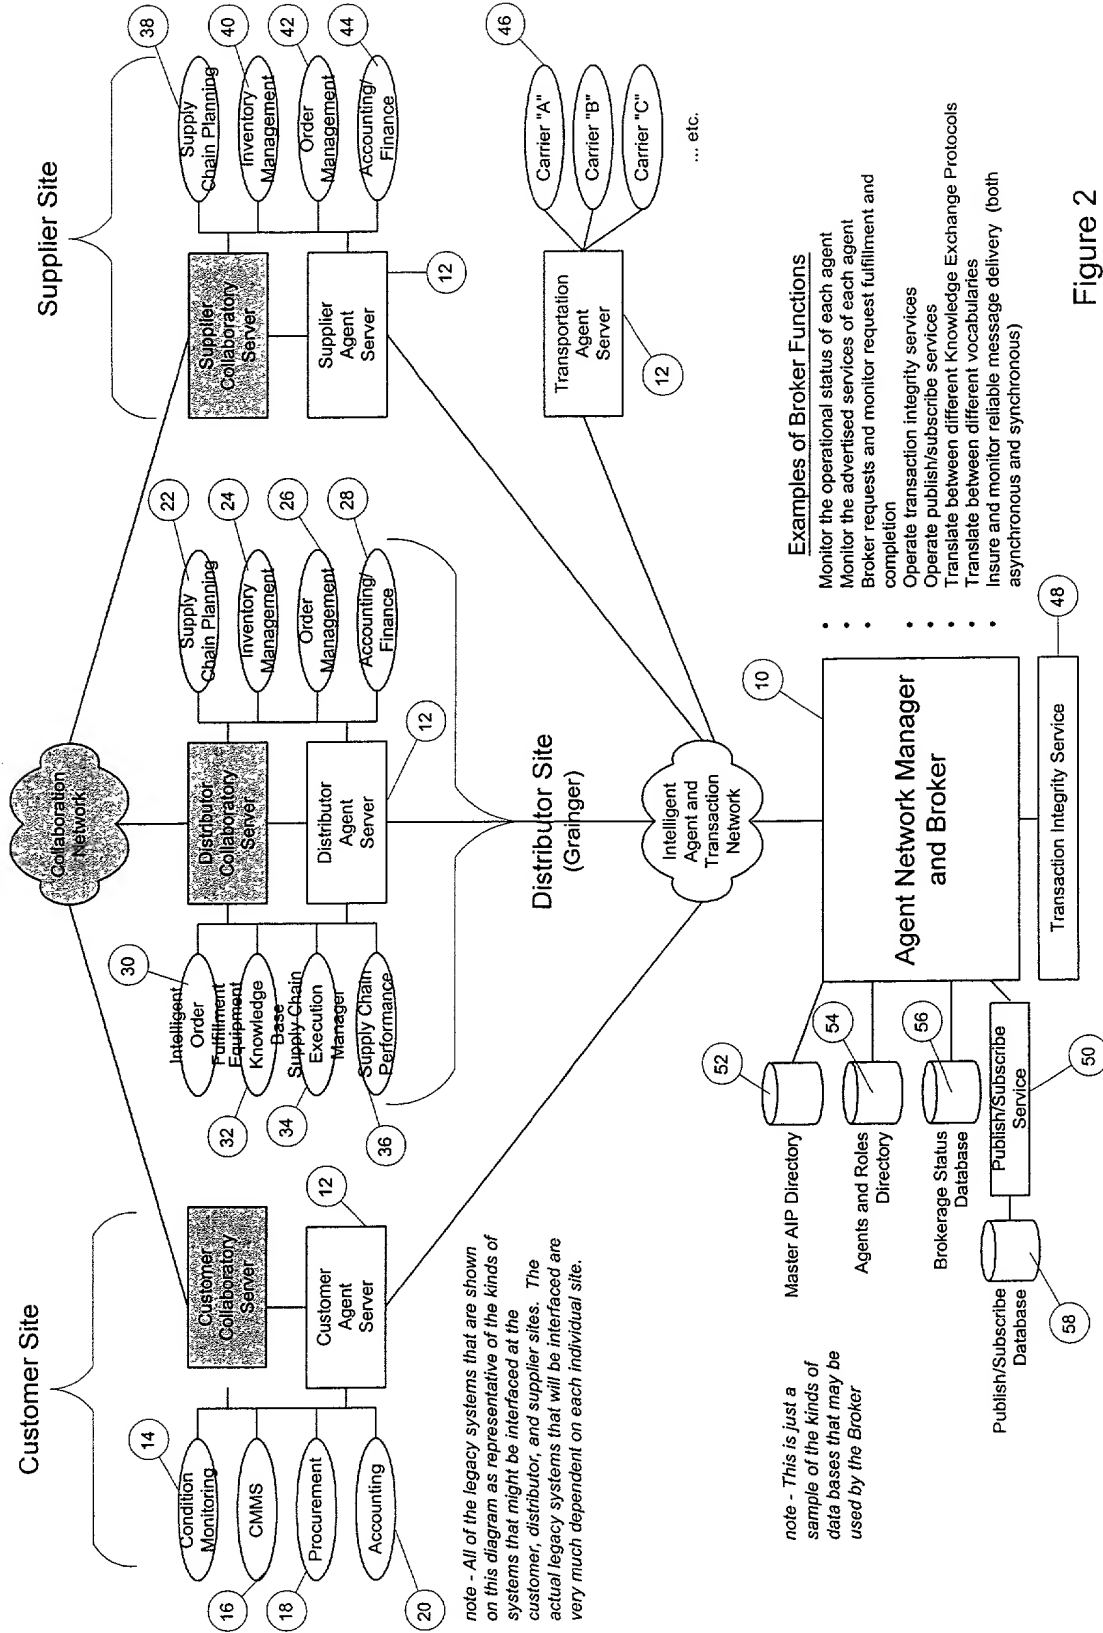 Customer Site
Supplier Site
Collaboration
Network
14
Condition
Monitoring
16
CMMS
18
Procurement
20
Accounting
Customer
Collaboratory
Server
Customer
Agent
Server
12
30
Intelligent
Order
Fulfillment
32
Equipment
Knowledge
Base
34
Supply Chain
Execution
Manager
36
Supply Chain
Performance
Distributor
Collaboratory
Server
Distributor
Agent
Server
12
22
Supply
Chain Planning
24
Inventory
Management
26
Order
Management
28
Accounting/
Finance
Supplier
Collaboratory
Server
Supplier
Agent
Server
12
38
Supply
Chain Planning
40
Inventory
Management
42
Order
Management
44
Accounting/
Finance
Distributor Site
(Grainger)
note - All of the legacy systems that are shown
on this diagram as representative of the kinds of
systems that might be interfaced at the
customer, distributor, and supplier sites. The
actual legacy systems that will be interfaced are
very much dependent on each individual site.
Intelligent
Agent and
Transaction
Network
Transportation
Agent
Server
12
46
Carrier "A"
Carrier "B"
Carrier "C"
... etc.
note - This is just a
sample of the kinds of
data bases that may be
used by the Broker
52
Master AIP Directory
54
Agents and Roles
Directory
56
Brokerage Status
Database
Publish/Subscribe
Service
50
Publish/Subscribe
Database
58
10
Agent Network Manager
and Broker
Transaction Integrity Service
48
Examples of Broker Functions
• Monitor the operational status of each agent
• Monitor the advertised services of each agent
• Broker requests and monitor request fulfillment and
completion
• Operate transaction integrity services
• Operate publish/subscribe services
• Translate between different Knowledge Exchange Protocols
• Translate between different vocabularies
• Insure and monitor reliable message delivery (both
asynchronous and synchronous)
Figure 2